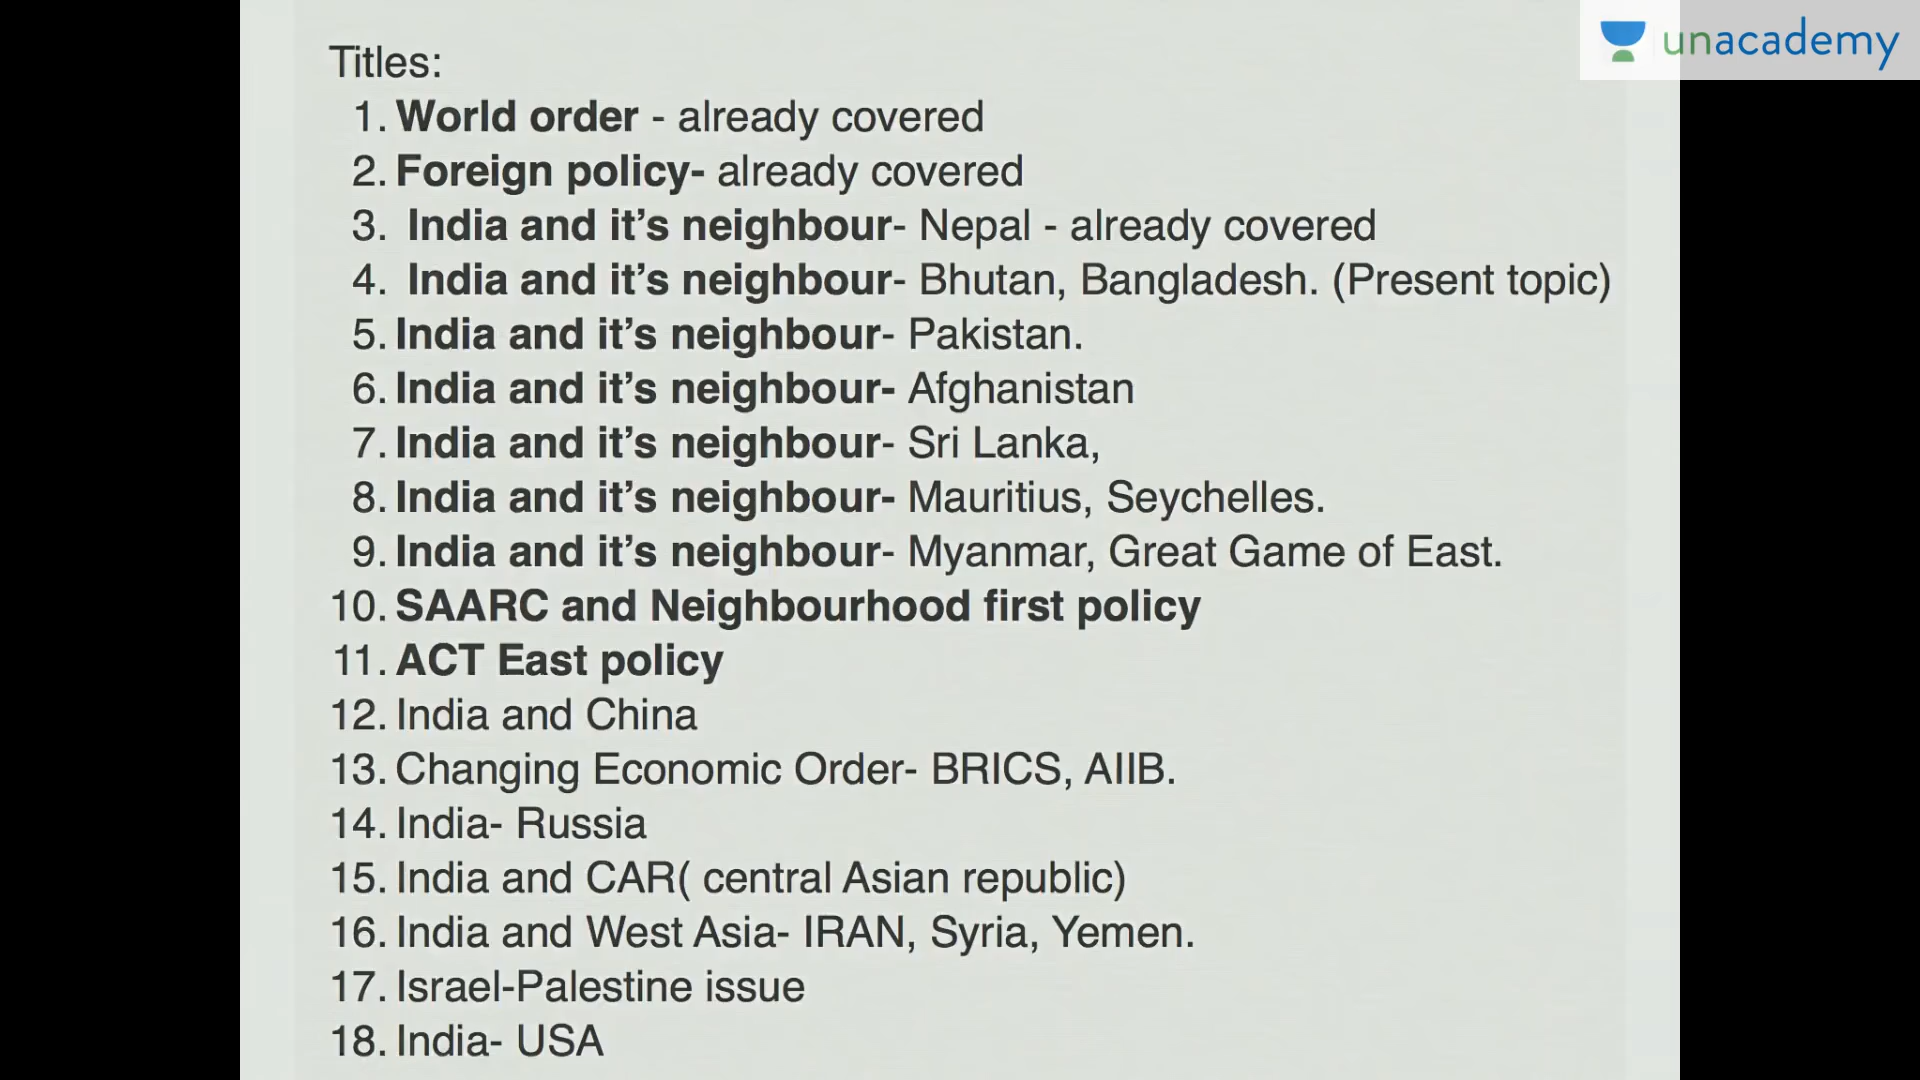 unacademy
Titles:
1. World order - already covered
2. Foreign policy- already covered
3. India and it’s neighbour- Nepal - already covered
4. India and it’s neighbour- Bhutan, Bangladesh. (Present topic)
5. India and it’s neighbour- Pakistan.
6. India and it’s neighbour- Afghanistan
7. India and it’s neighbour- Sri Lanka,
8. India and it’s neighbour- Mauritius, Seychelles.
9. India and it’s neighbour- Myanmar, Great Game of East.
10. SAARC and Neighbourhood first policy
11. ACT East policy
12. India and China
13. Changing Economic Order- BRICS, AIIB.
14. India- Russia
15. India and CAR( central Asian republic)
16. India and West Asia- IRAN, Syria, Yemen.
17. Israel-Palestine issue
18. India- USA